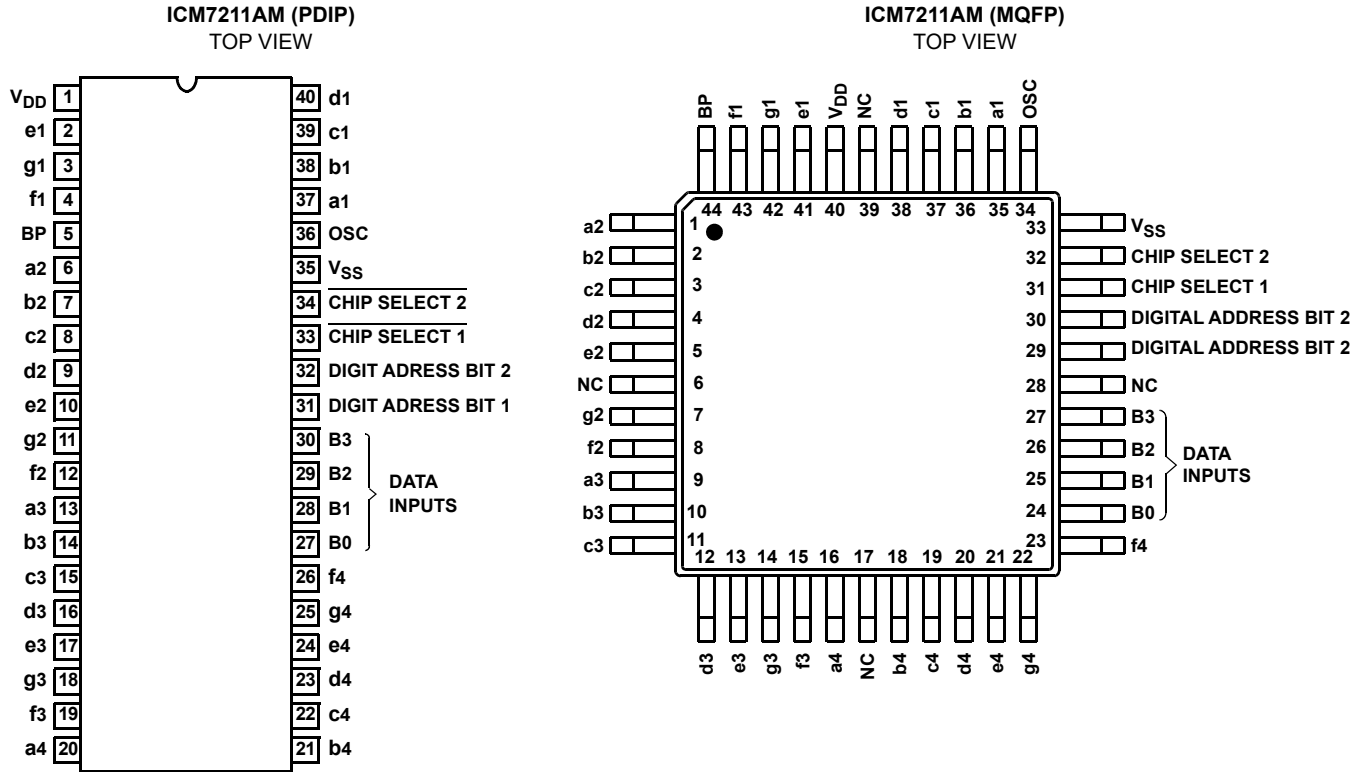 ICM7211AM (PDIP)
TOP VIEW
VDD 1
e1 2
g1 3
f1 4
BP 5
a2 6
b2 7
c2 8
d2 9
e2 10
g2 11
f2 12
a3 13
b3 14
c3 15
d3 16
e3 17
g3 18
f3 19
a4 20
40 d1
39 c1
38 b1
37 a1
36 OSC
35 VSS
34 CHIP SELECT 2
33 CHIP SELECT 1
32 DIGIT ADRESS BIT 2
31 DIGIT ADRESS BIT 1
30 B3
29 B2
28 B1
27 B0
DATA
INPUTS
26 f4
25 g4
24 e4
23 d4
22 c4
21 b4
ICM7211AM (MQFP)
TOP VIEW
BP f1 g1 e1 VDD NC d1 c1 b1 a1 OSC
44 43 42 41 40 39 38 37 36 35 34
a2 1
b2 2
c2 3
d2 4
e2 5
NC 6
g2 7
f2 8
a3 9
b3 10
c3 11
33 VSS
32 CHIP SELECT 2
31 CHIP SELECT 1
30 DIGITAL ADDRESS BIT 2
29 DIGITAL ADDRESS BIT 2
28 NC
27 B3
26 B2
25 B1
24 B0
DATA
INPUTS
23 f4
12 13 14 15 16 17 18 19 20 21 22
d3 e3 g3 f3 a4 NC b4 c4 d4 e4 g4